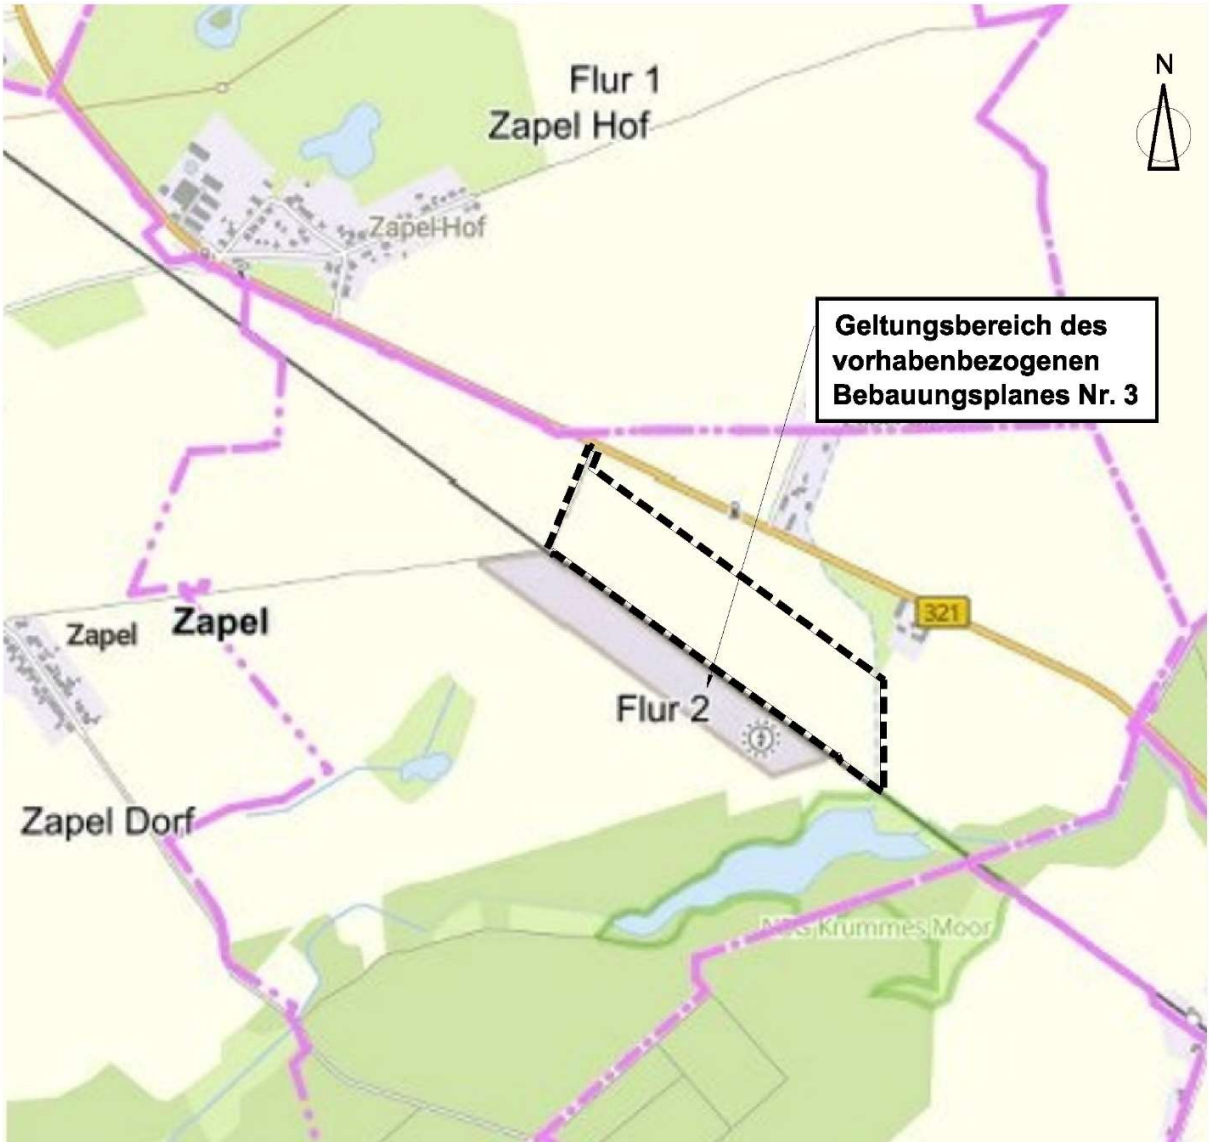 Flur 1
N
Zapel Hof
Zapel-Hof
Geltungsbereich des
vorhabenbezogenen
Bebauungsplanes Nr. 3
321
Zapel
Zapel
Flur 2
Zapel Dorf
NSG Krummes Moor